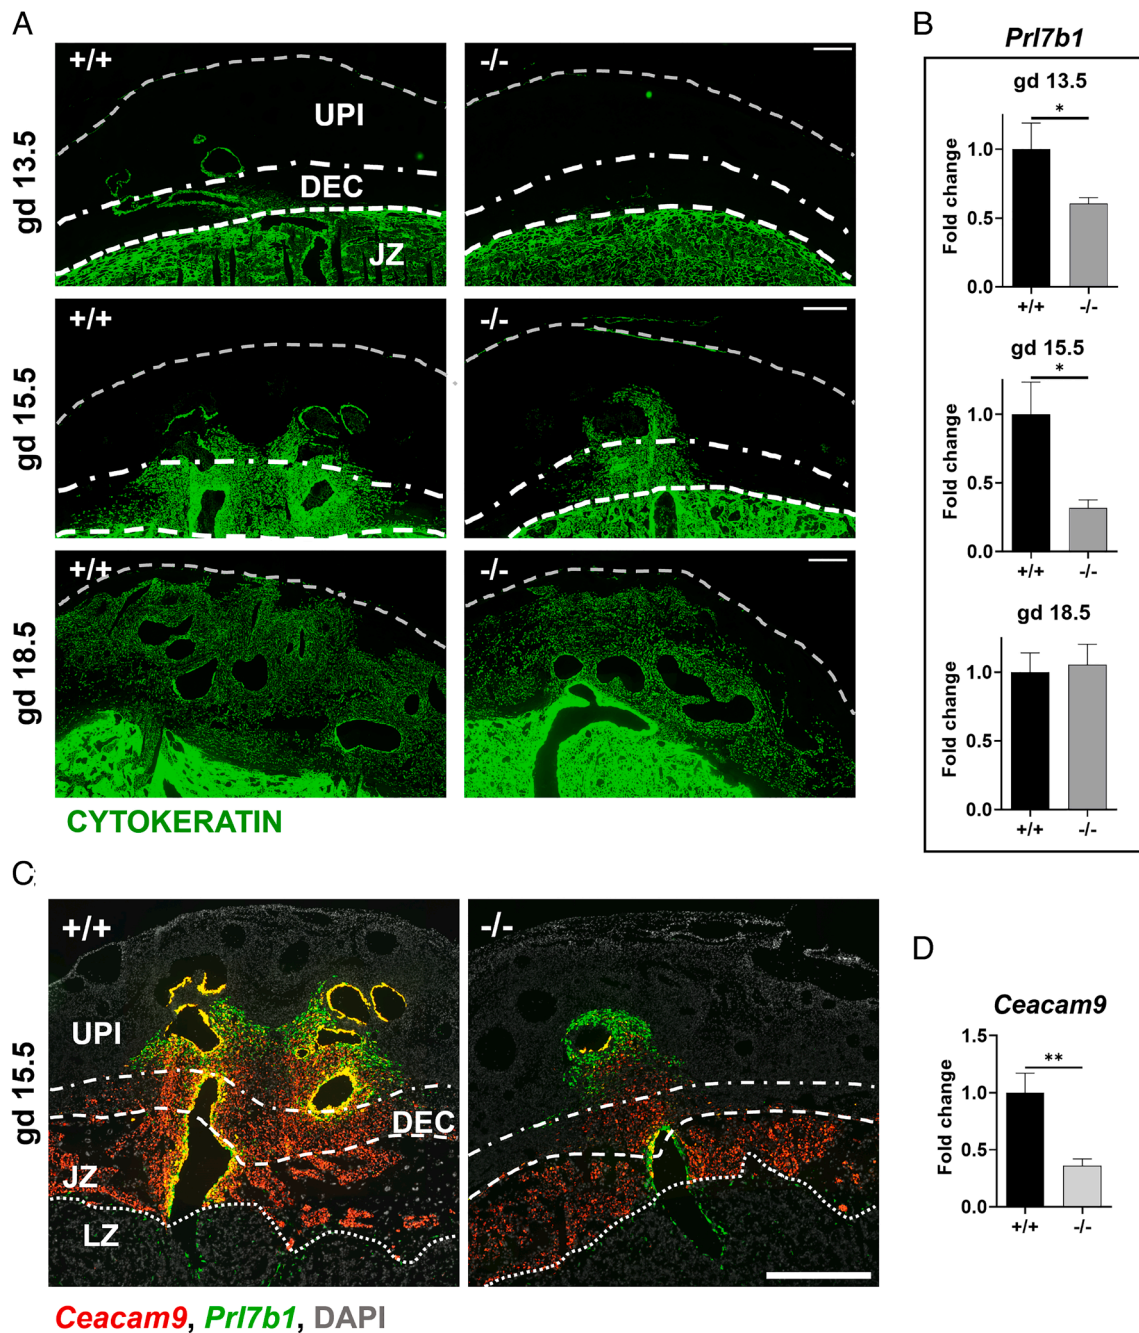 A
+/+
-/-
UPI
DEC
JZ
gd 13.5
+/+
-/-
gd 15.5
+/+
-/-
gd 18.5
CYTOKERATIN
B
Prl7b1
gd 13.5
*
1.0
0.5
0.0
Fold change
+/+ -/-
gd 15.5
*
1.0
0.5
0.0
Fold change
+/+ -/-
gd 18.5
1.0
0.5
0.0
Fold change
+/+ -/-
C
+/+
-/-
UPI
DEC
JZ
LZ
gd 15.5
Ceacam9, Prl7b1, DAPI
D
Ceacam9
1.5
**
1.0
0.5
0.0
Fold change
+/+ -/-